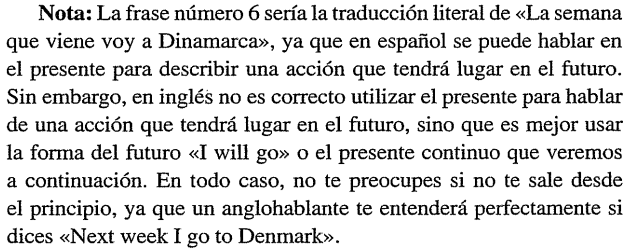 Nota: La frase número 6 sería la traducción literal de «La semana
que viene voy a Dinamarca», ya que en español se puede hablar en
el presente para describir una acción que tendrá lugar en el futuro.
Sin embargo, en inglés no es correcto utilizar el presente para hablar
de una acción que tendrá lugar en el futuro, sino que es mejor usar
la forma del futuro «I will go» o el presente continuo que veremos
a continuación. En todo caso, no te preocupes si no te sale desde
el principio, ya que un anglohablante te entenderá perfectamente si
dices «Next week I go to Denmark».